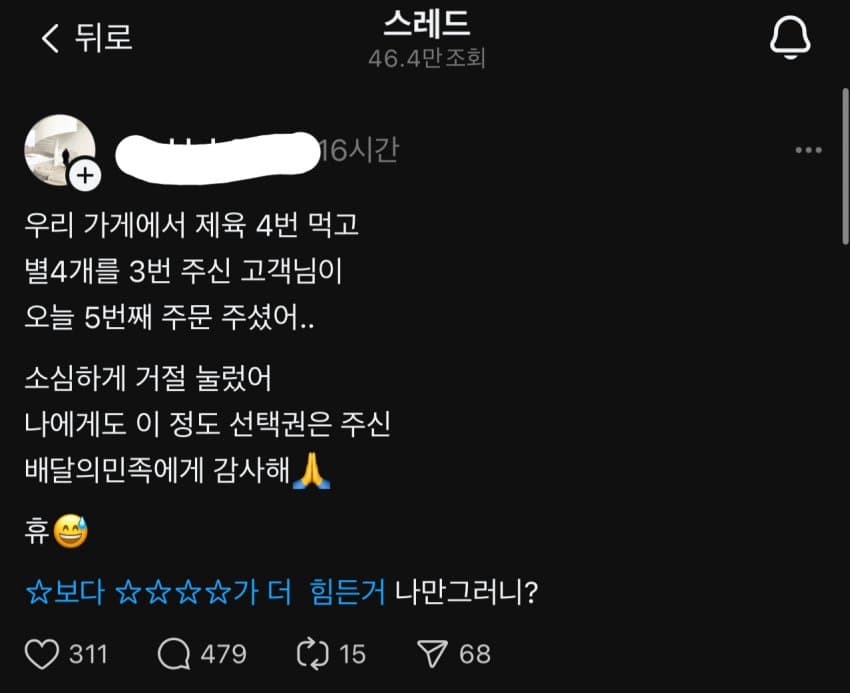 뒤로
스레드
46.4만 조회
16시간
우리 가게에서 제육 4번 먹고
별4개를 3번 주신 고객님이
오늘 5번째 주문 주셨어..
소심하게 거절 눌렀어
나에게도 이 정도 선택권은 주신
배달의민족에게 감사해🙏
휴😅
☆보다 ☆☆☆☆가 더 힘든거 나만그러니?
311 479 15 68